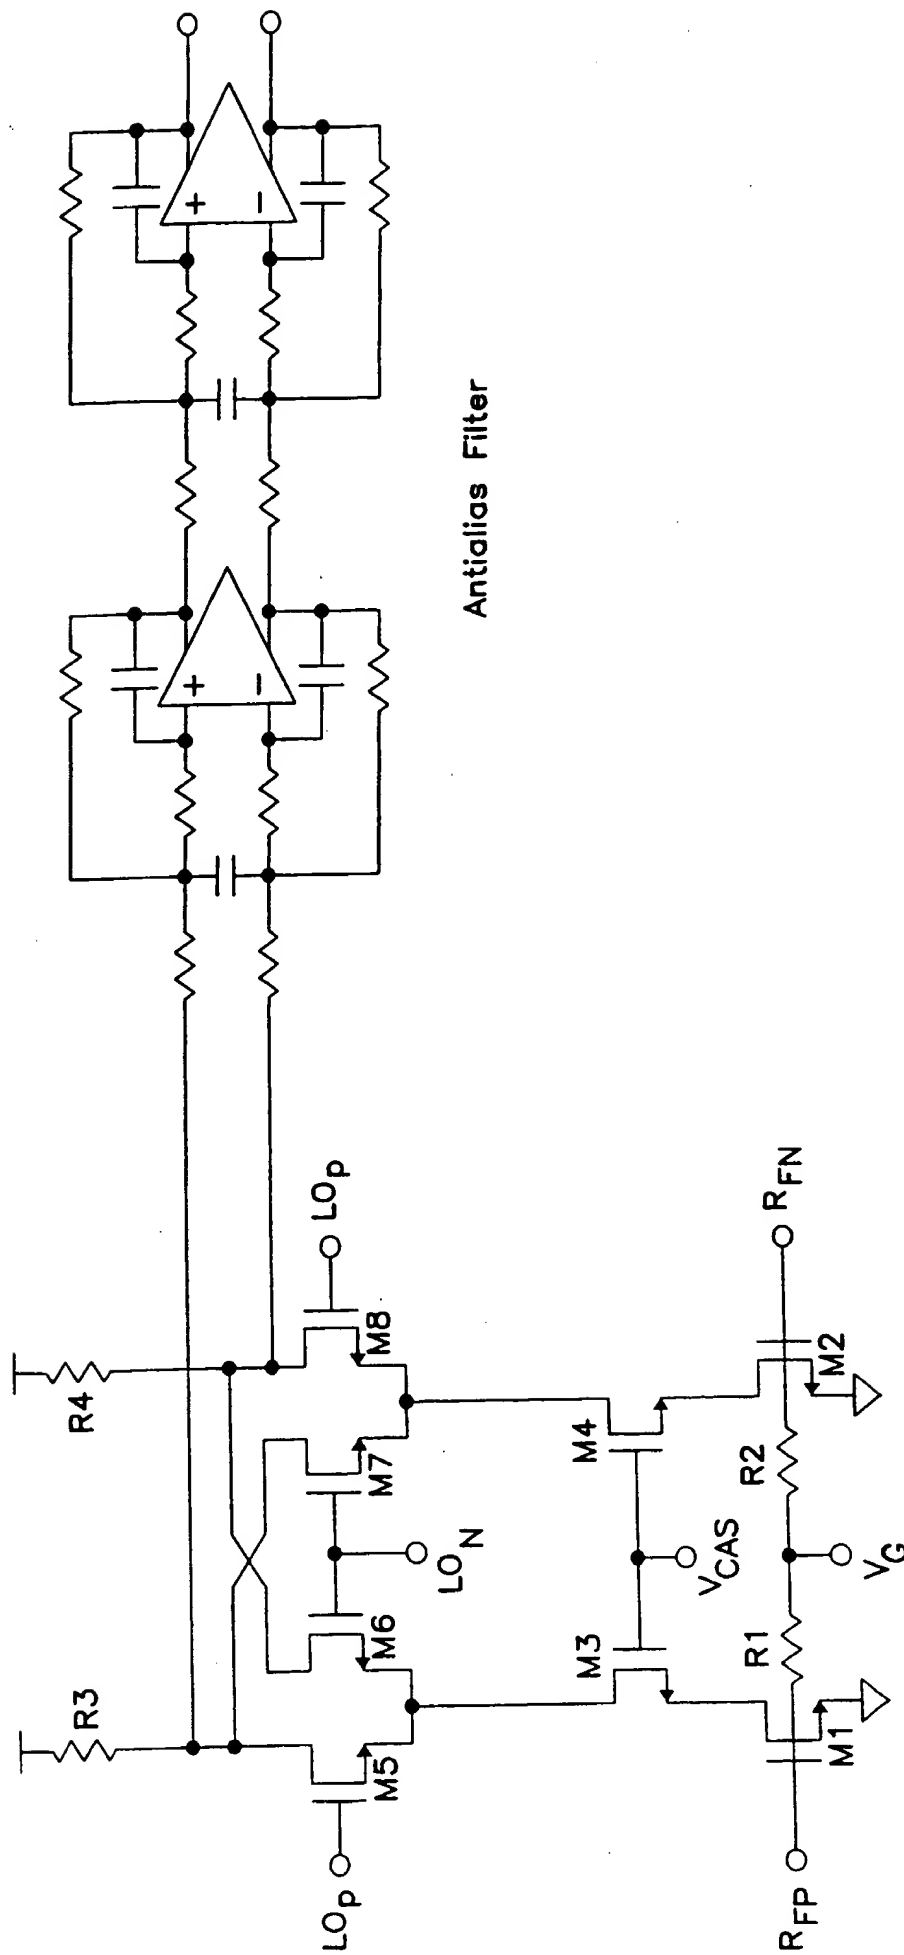 R3
R4
LOp
M5
M6
M7
M8
LOp
LON
M3
M4
VCAS
R1
R2
M1
M2
RFP
VG
RFN
+
−
+
−
Antialias Filter